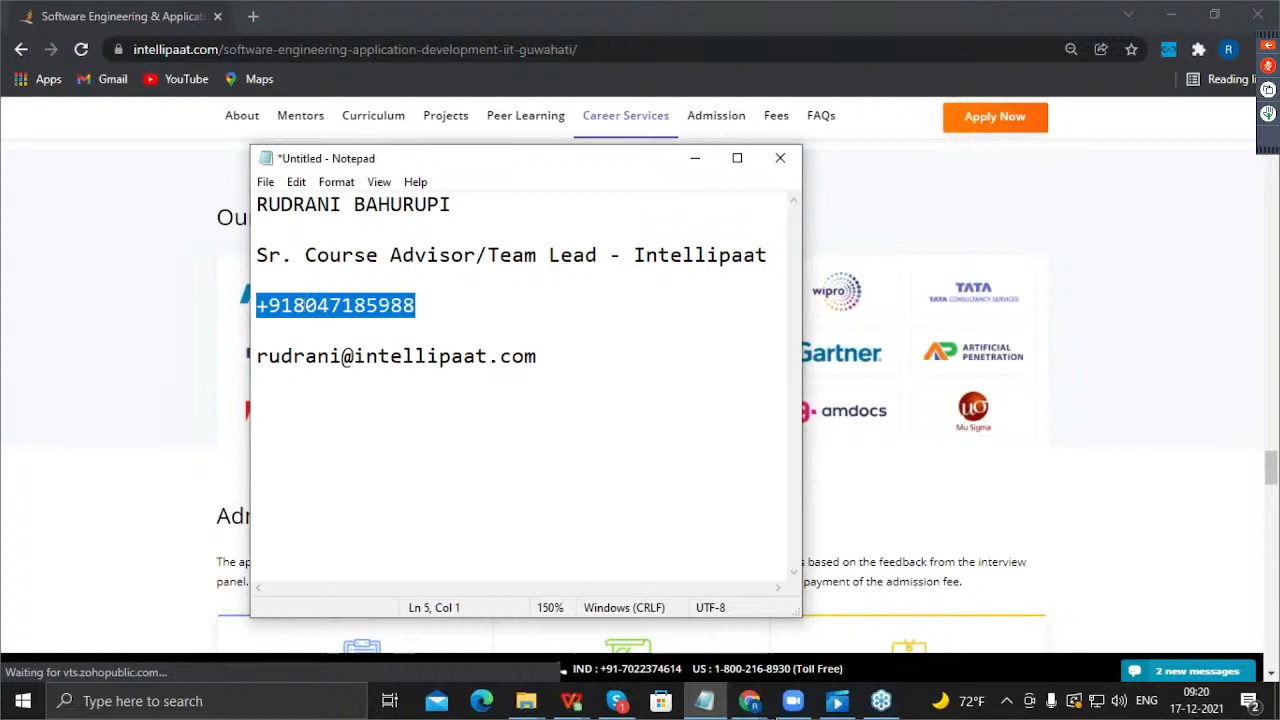 Software Engineering & Applicat
intellipaat.com/software-engineering-application-development-iit-guwahati/
R
Apps Gmail YouTube Maps Reading li
About Mentors Curriculum Projects Peer Learning Career Services Admission Fees FAQs Apply Now
*Untitled - Notepad
File Edit Format View Help
RUDRANI BAHURUPI
Ou
Sr. Course Advisor/Team Lead - Intellipaat
wipro
TATA
TATA CONSULTANCY SERVICES
+918047185988
Gartner
ARTIFICIAL
PENETRATION
rudrani@intellipaat.com
amdocs
Mu Sigma
Adr
The ap
s based on the feedback from the interview
panel.
payment of the admission fee.
Ln 5, Col 1 150% Windows (CRLF) UTF-8
Waiting for vts.zohopublic.com...
IND : +91-7022374614 US : 1-800-216-8930 (Toll Free)
2 new messages
Type here to search
72°F ENG
09:20
17-12-2021
2